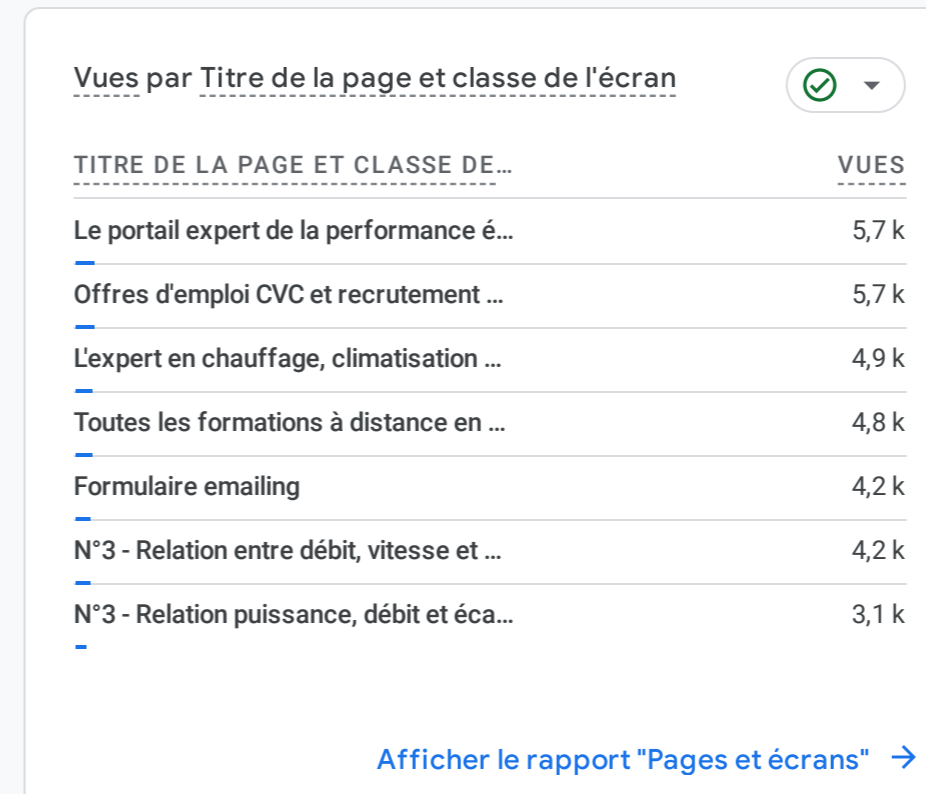 Vues par Titre de la page et classe de l'écran
TITRE DE LA PAGE ET CLASSE DE... VUES
Le portail expert de la performance é... 5,7 k
Offres d'emploi CVC et recrutement ... 5,7 k
L'expert en chauffage, climatisation ... 4,9 k
Toutes les formations à distance en ... 4,8 k
Formulaire emailing 4,2 k
N°3 - Relation entre débit, vitesse et ... 4,2 k
N°3 - Relation puissance, débit et éca... 3,1 k
Afficher le rapport "Pages et écrans" →